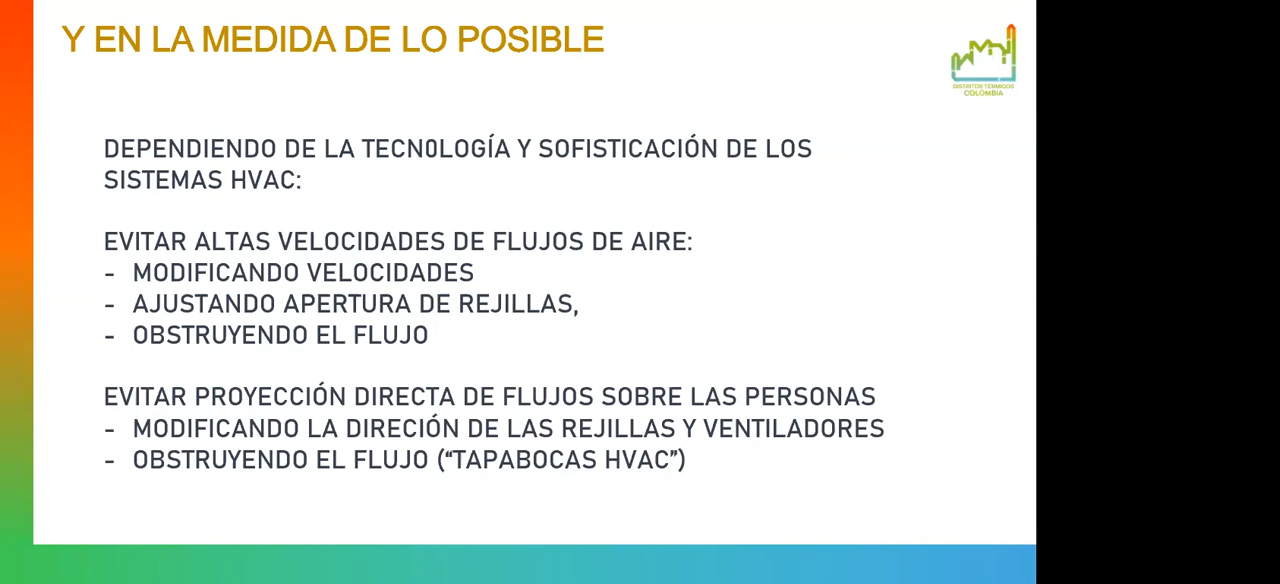 Y EN LA MEDIDA DE LO POSIBLE
DISTRITOS TÉRMICOS
COLOMBIA
DEPENDIENDO DE LA TECN0LOGÍA Y SOFISTICACIÓN DE LOS
SISTEMAS HVAC:
EVITAR ALTAS VELOCIDADES DE FLUJOS DE AIRE:
- MODIFICANDO VELOCIDADES
- AJUSTANDO APERTURA DE REJILLAS,
- OBSTRUYENDO EL FLUJO
EVITAR PROYECCIÓN DIRECTA DE FLUJOS SOBRE LAS PERSONAS
- MODIFICANDO LA DIRECIÓN DE LAS REJILLAS Y VENTILADORES
- OBSTRUYENDO EL FLUJO (“TAPABOCAS HVAC”)